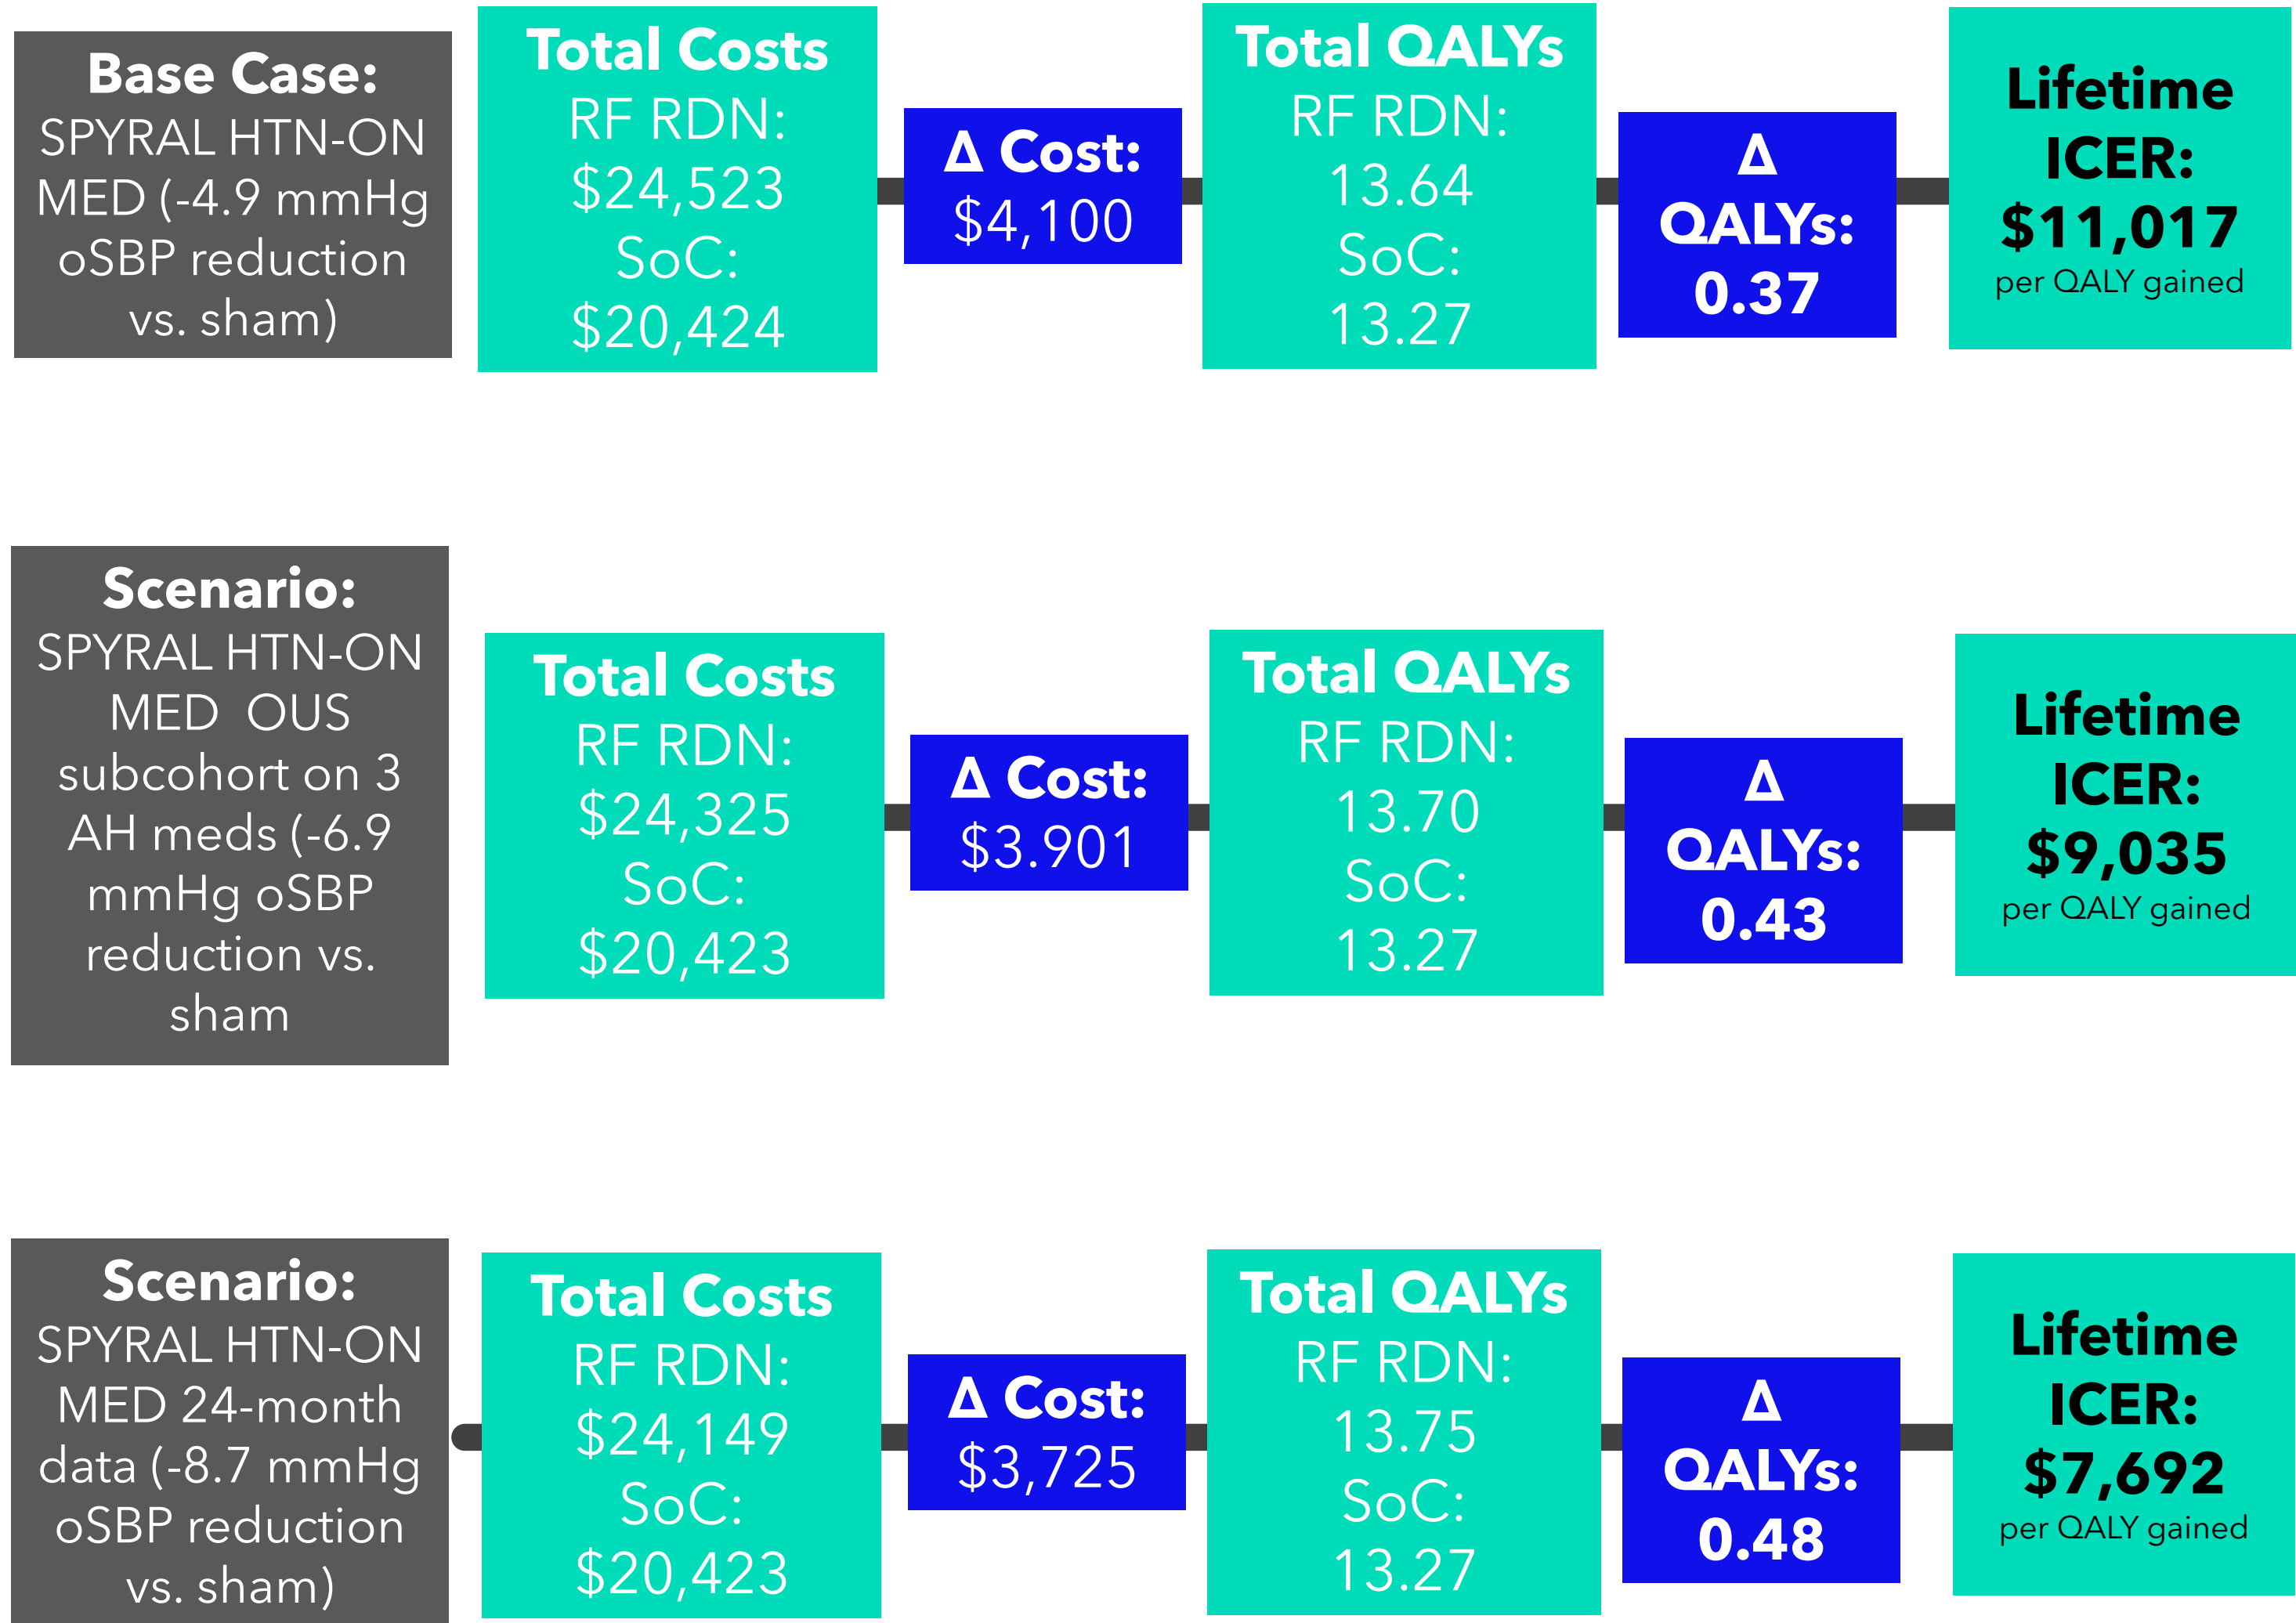 Base Case:
SPYRAL HTN-ON
MED (-4.9 mmHg
oSBP reduction
vs. sham)
Total Costs
RF RDN:
$24,523
SoC:
$20,424
Δ Cost:
$4,100
Total QALYs
RF RDN:
13.64
SoC:
13.27
Δ
QALYs:
0.37
Lifetime
ICER:
$11,017
per QALY gained
Scenario:
SPYRAL HTN-ON
MED OUS
subcohort on 3
AH meds (-6.9
mmHg oSBP
reduction vs.
sham
Total Costs
RF RDN:
$24,325
SoC:
$20,423
Δ Cost:
$3.901
Total QALYs
RF RDN:
13.70
SoC:
13.27
Δ
QALYs:
0.43
Lifetime
ICER:
$9,035
per QALY gained
Scenario:
SPYRAL HTN-ON
MED 24-month
data (-8.7 mmHg
oSBP reduction
vs. sham)
Total Costs
RF RDN:
$24,149
SoC:
$20,423
Δ Cost:
$3,725
Total QALYs
RF RDN:
13.75
SoC:
13.27
Δ
QALYs:
0.48
Lifetime
ICER:
$7,692
per QALY gained